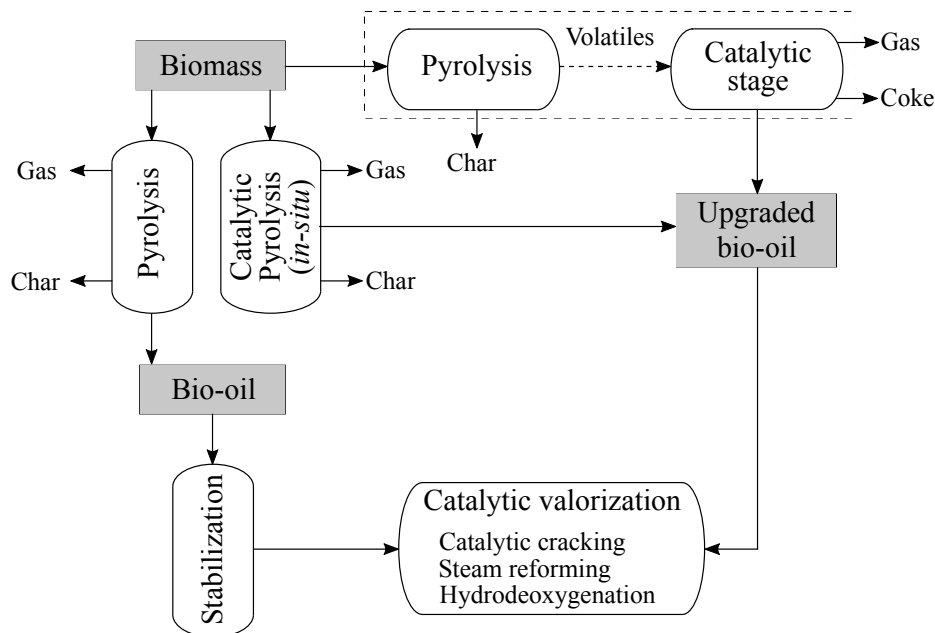 Biomass
Pyrolysis
Volatiles
Catalytic
stage
Gas
Coke
Char
Gas
Char
Pyrolysis
Catalytic
Pyrolysis
(in-situ)
Gas
Char
Upgraded
bio-oil
Bio-oil
Stabilization
Catalytic valorization
Catalytic cracking
Steam reforming
Hydrodeoxygenation